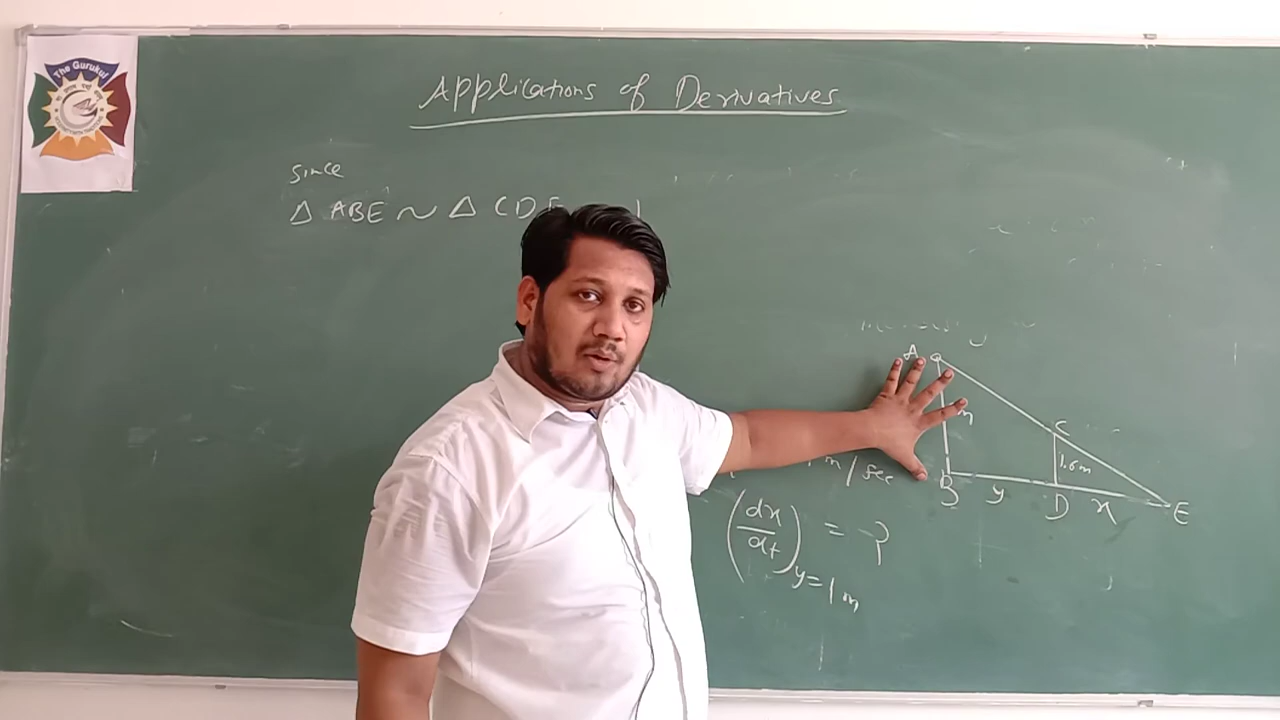 The Gurukul
Applications of Derivatives
Since
Δ ABE ~ Δ CDE
A
C
m
1.6m
m/sec
B
y
D
x
E
(dx/dt) y=1m = ?